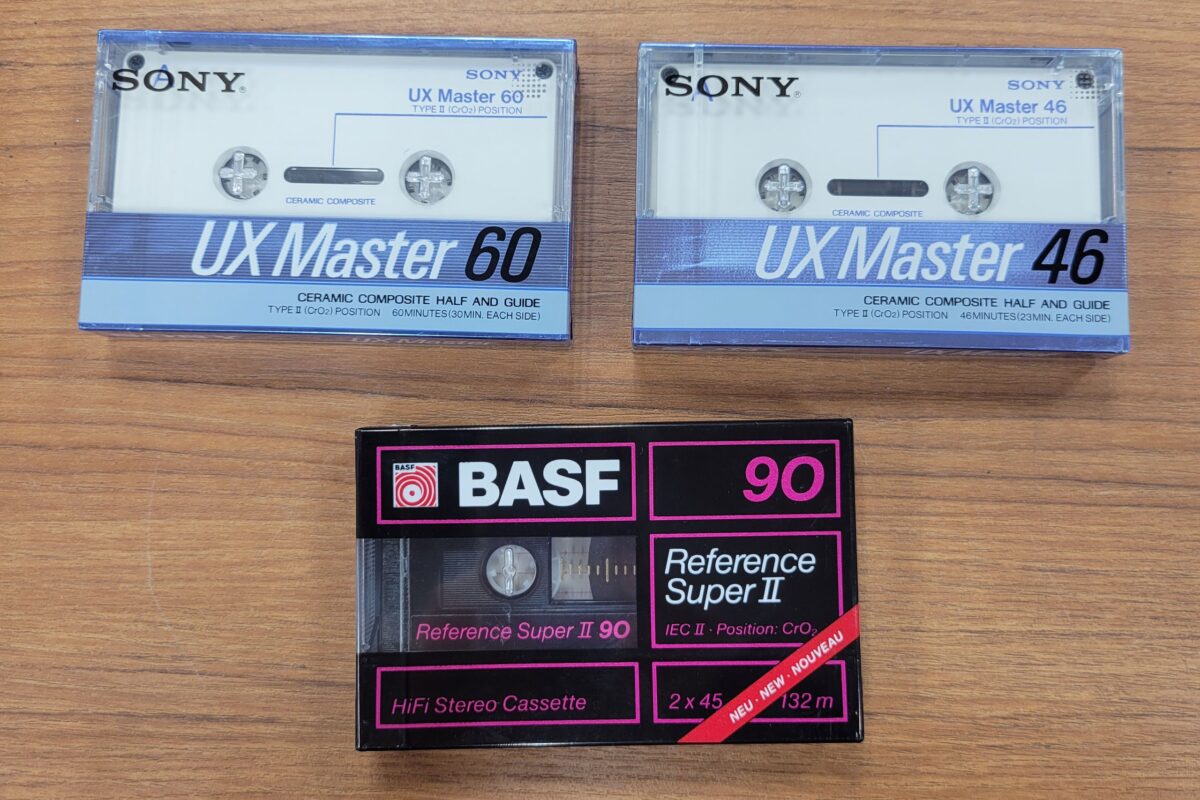 SONY®
A
SONY
UX Master 60
TYPE II (CrO₂) POSITION
CERAMIC COMPOSITE
UX Master 60
CERAMIC COMPOSITE HALF AND GUIDE
TYPE II (CrO₂) POSITION 60MINUTES (30MIN. EACH SIDE)
SONY®
A
SONY
UX Master 46
TYPE II (CrO₂) POSITION
CERAMIC COMPOSITE
UX Master 46
CERAMIC COMPOSITE HALF AND GUIDE
TYPE II (CrO₂) POSITION 46MINUTES (23MIN. EACH SIDE)
BASF
BASF
90
Reference
Super II
IEC II · Position: CrO₂
Reference Super II 90
HiFi Stereo Cassette
2 x 45
132 m
NEU · NEW · NOUVEAU